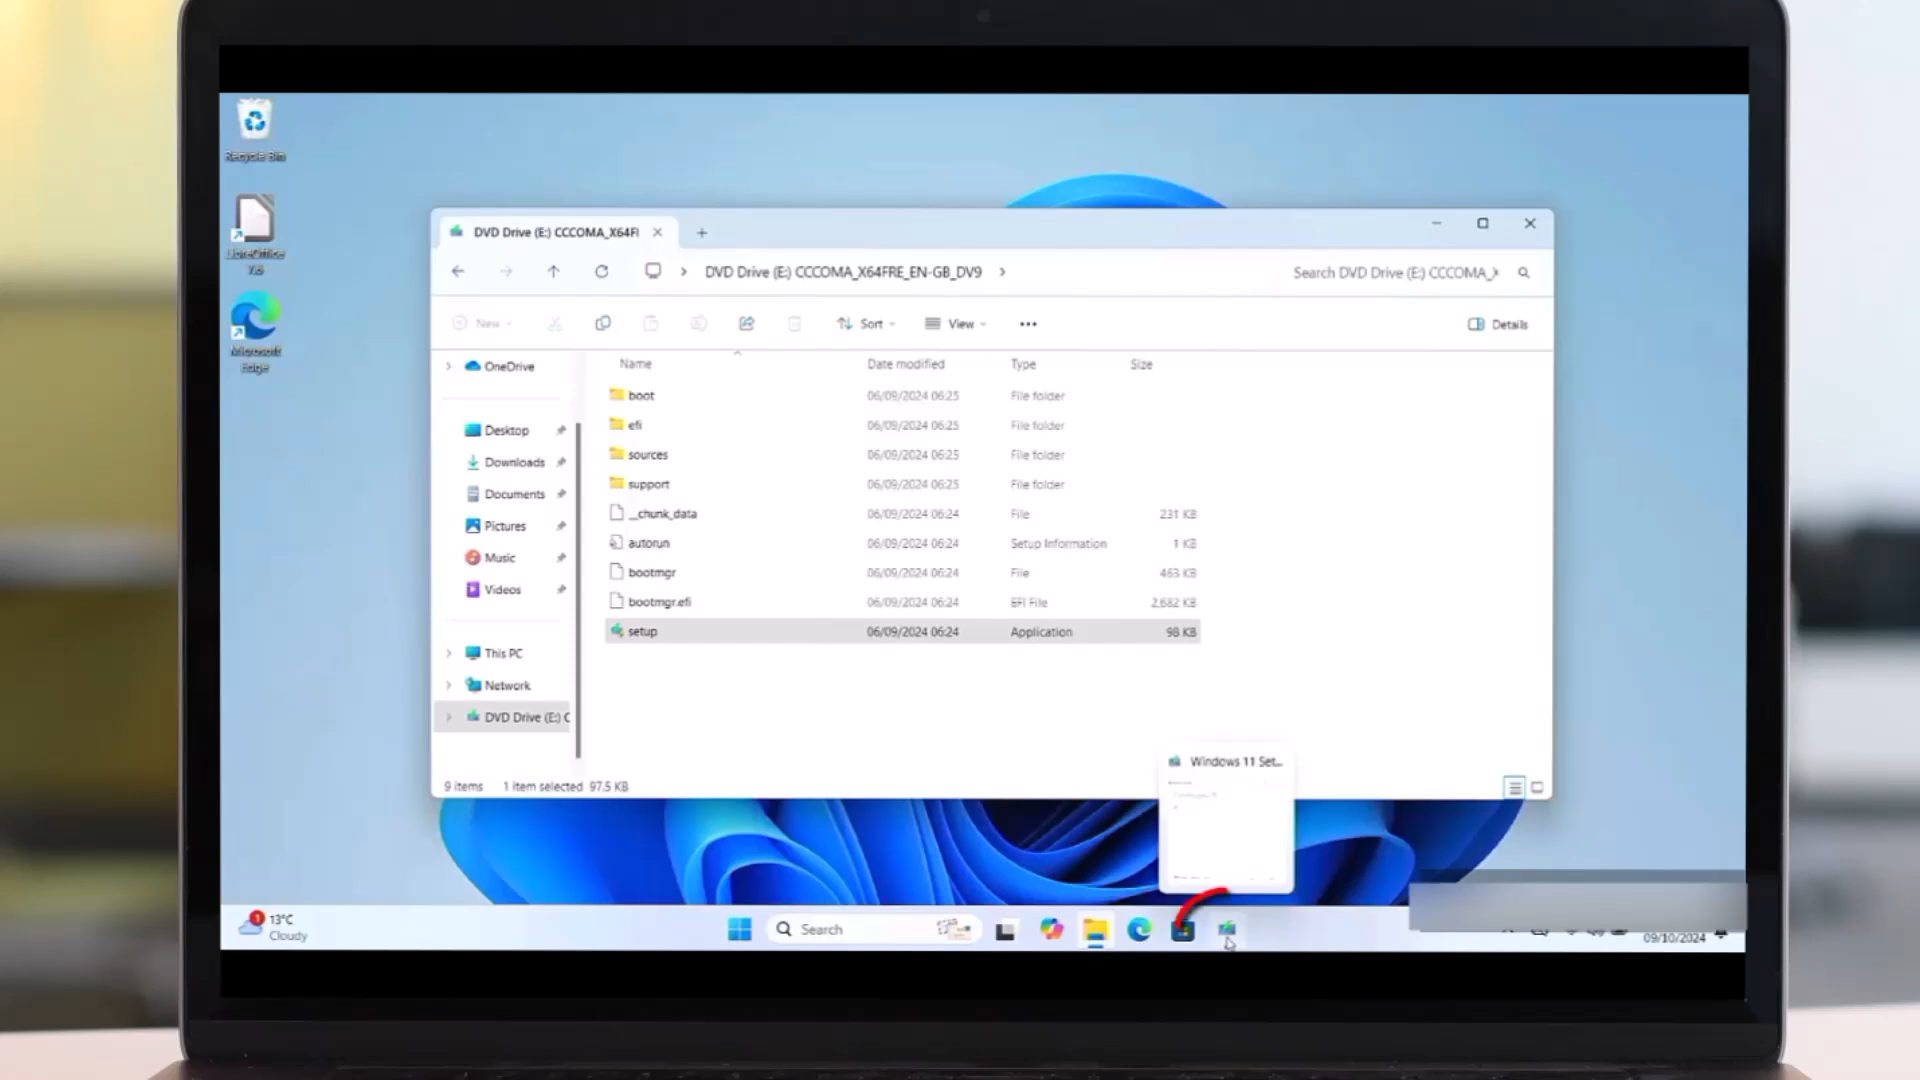 Recycle Bin
LibreOffice
7.6
Microsoft
Edge
DVD Drive (E:) CCCOMA_X64FI
DVD Drive (E:) CCCOMA_X64FRE_EN-GB_DV9
Search DVD Drive (E:) CCCOMA_X
New
Sort
View
Details
Name
Date modified
Type
Size
OneDrive
Desktop
Downloads
Documents
Pictures
Music
Videos
This PC
Network
DVD Drive (E:) C
boot 06/09/2024 06:25 File folder
efi 06/09/2024 06:25 File folder
sources 06/09/2024 06:25 File folder
support 06/09/2024 06:25 File folder
__chunk_data 06/09/2024 06:24 File 231 KB
autorun 06/09/2024 06:24 Setup Information 1 KB
bootmgr 06/09/2024 06:24 File 463 KB
bootmgr.efi 06/09/2024 06:24 EFI File 2,682 KB
setup 06/09/2024 06:24 Application 98 KB
9 items 1 item selected 97.5 KB
Windows 11 Set...
1
13°C
Cloudy
Search
09/10/2024